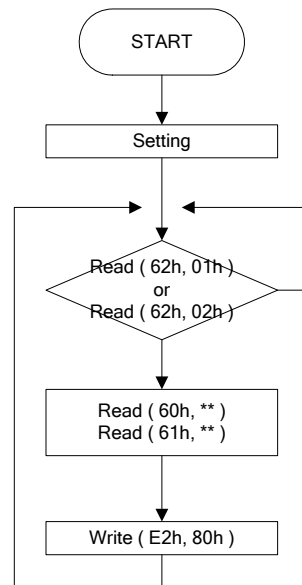 START
Setting
Read ( 62h, 01h )
or
Read ( 62h, 02h )
Read ( 60h, ** )
Read ( 61h, ** )
Write ( E2h, 80h )